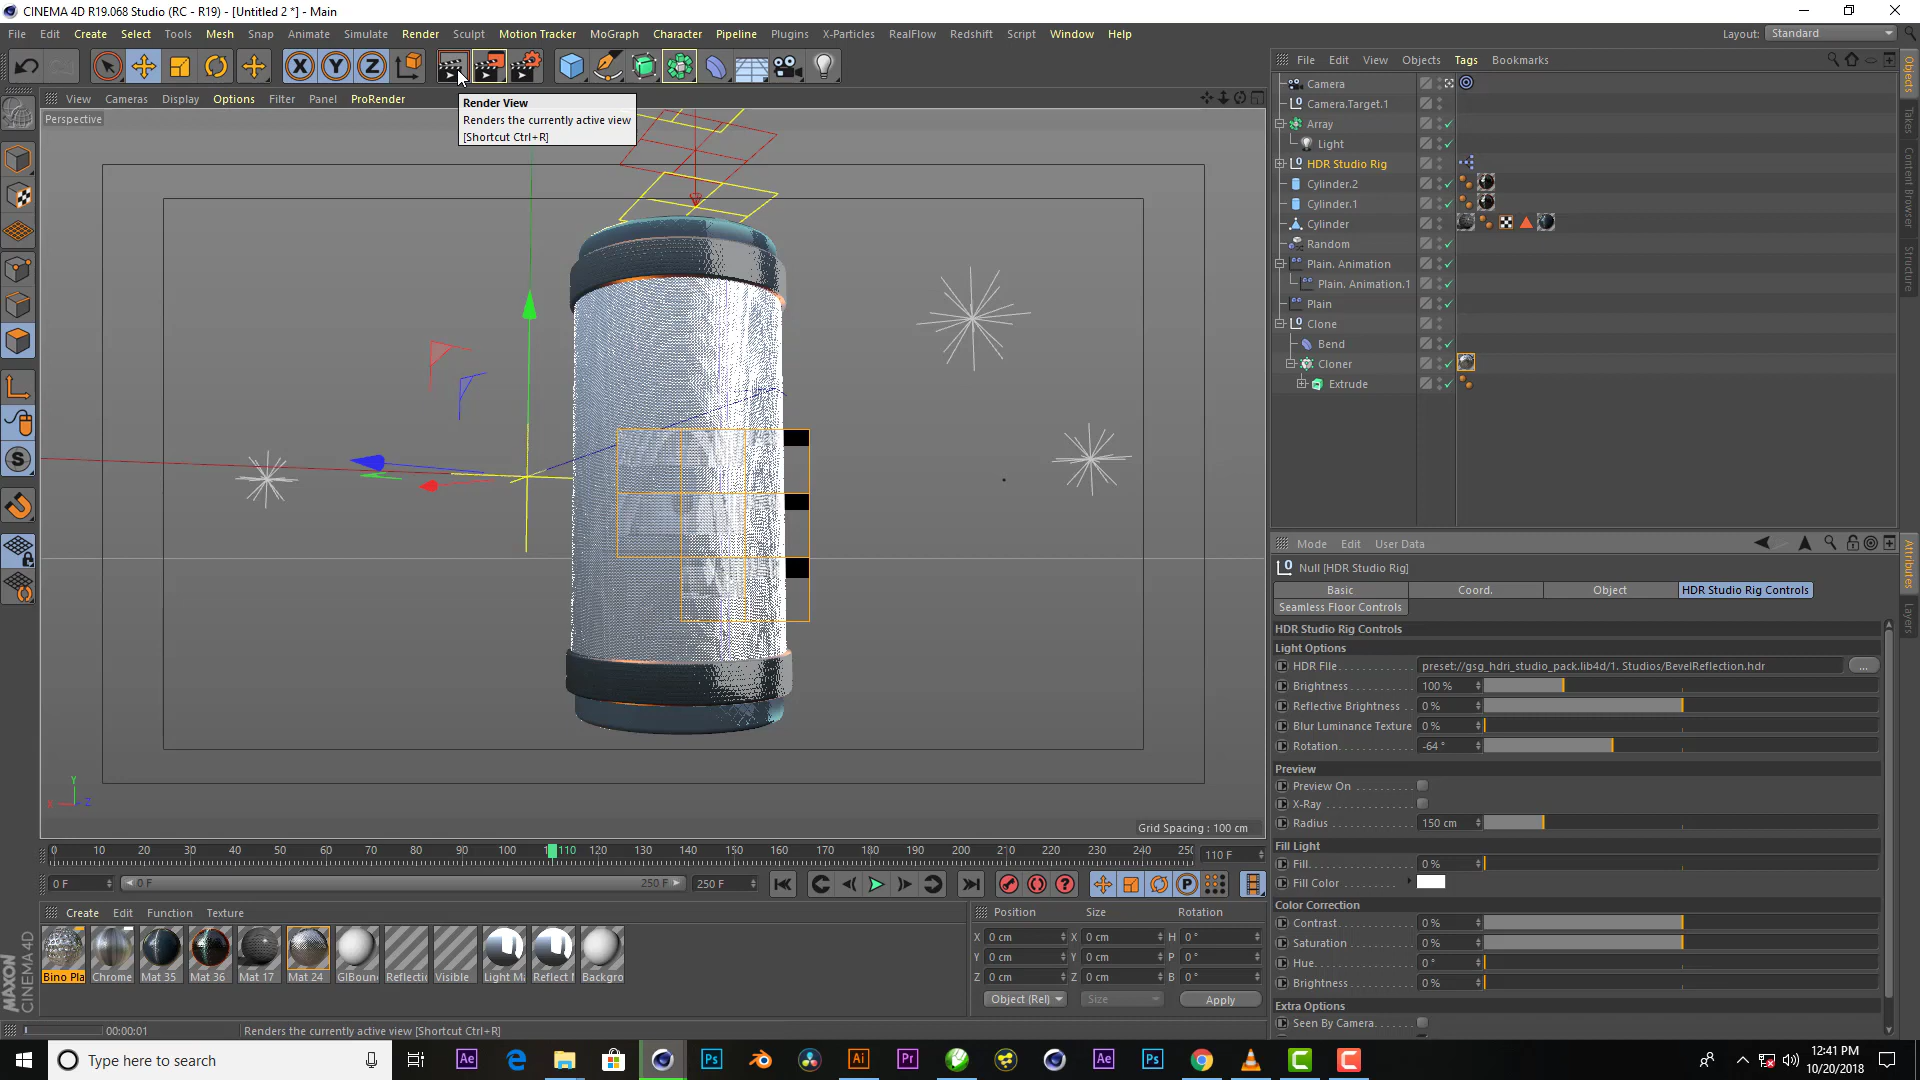 CINEMA 4D R19.068 Studio (RC - R19) - [Untitled 2 *] - Main
File Edit Create Select Tools Mesh Snap Animate Simulate Render Sculpt Motion Tracker MoGraph Character Pipeline Plugins X-Particles RealFlow Redshift Script Window Help
Layout: Standard
View Cameras Display Options Filter Panel ProRender
Perspective
Render View
Renders the currently active view
[Shortcut Ctrl+R]
Grid Spacing : 100 cm
File Edit View Objects Tags Bookmarks
Camera
Camera.Target.1
Array
Light
HDR Studio Rig
Cylinder.2
Cylinder.1
Cylinder
Random
Plain. Animation
Plain. Animation.1
Plain
Clone
Bend
Cloner
Extrude
Objects
Takes
Content Browser
Structure
Mode Edit User Data
Null [HDR Studio Rig]
Basic Coord. Object HDR Studio Rig Controls
Seamless Floor Controls
HDR Studio Rig Controls
Light Options
HDR File preset://gsg_hdri_studio_pack.lib4d/1. Studios/BevelReflection.hdr ...
Brightness 100 %
Reflective Brightness 0 %
Blur Luminance Texture 0 %
Rotation -64 °
Preview
Preview On
X-Ray
Radius 150 cm
Fill Light
Fill 0 %
Fill Color
Color Correction
Contrast 0 %
Saturation 0 %
Hue 0 °
Brightness 0 %
Extra Options
Seen By Camera
Attributes
Layers
0 10 20 30 40 50 60 70 80 90 100 110 120 130 140 150 160 170 180 190 200 210 220 230 240 250
110 F
0 F 0 F 250 F 250 F
Create Edit Function Texture
Bino Pla Chrome Mat 35 Mat 36 Mat 17 Mat 24 GIBoun Reflectic Visible Light Ma Reflect M Backgro
Position Size Rotation
X 0 cm X 0 cm H 0 °
Y 0 cm Y 0 cm P 0 °
Z 0 cm Z 0 cm B 0 °
Object (Rel) Size Apply
MAXON
CINEMA 4D
00:00:01 Renders the currently active view [Shortcut Ctrl+R]
Type here to search
12:41 PM
10/20/2018